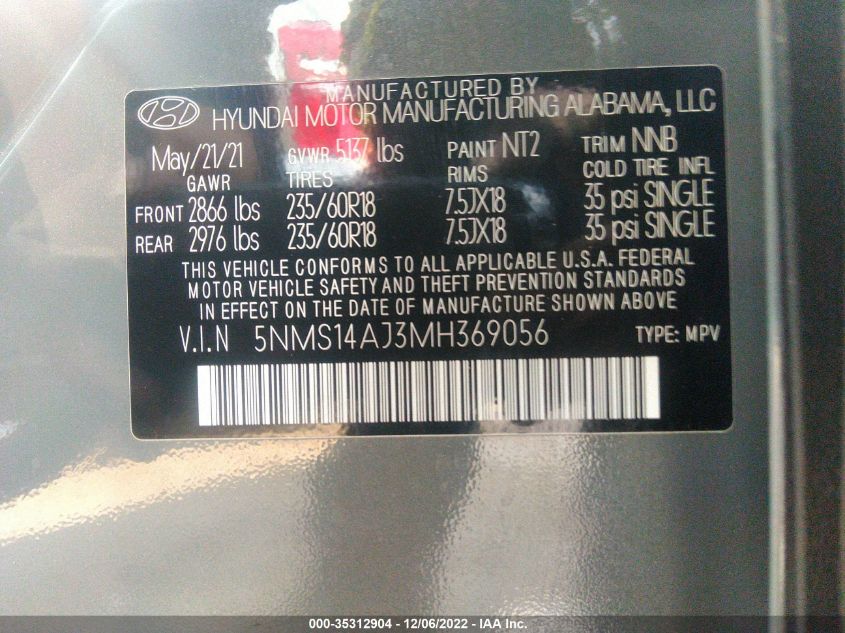 MANUFACTURED BY
HYUNDAI MOTOR MANUFACTURING ALABAMA, LLC
May/21/21 GVWR 5137 lbs PAINT NT2 TRIM NNB
GAWR TIRES RIMS COLD TIRE INFL
FRONT 2866 lbs 235/60R18 7.5JX18 35 psi SINGLE
REAR 2976 lbs 235/60R18 7.5JX18 35 psi SINGLE
THIS VEHICLE CONFORMS TO ALL APPLICABLE U.S.A. FEDERAL
MOTOR VEHICLE SAFETY AND THEFT PREVENTION STANDARDS
IN EFFECT ON THE DATE OF MANUFACTURE SHOWN ABOVE
V.I.N 5NMS14AJ3MH369056 TYPE: MPV
000-35312904 - 12/06/2022 - IAA Inc.